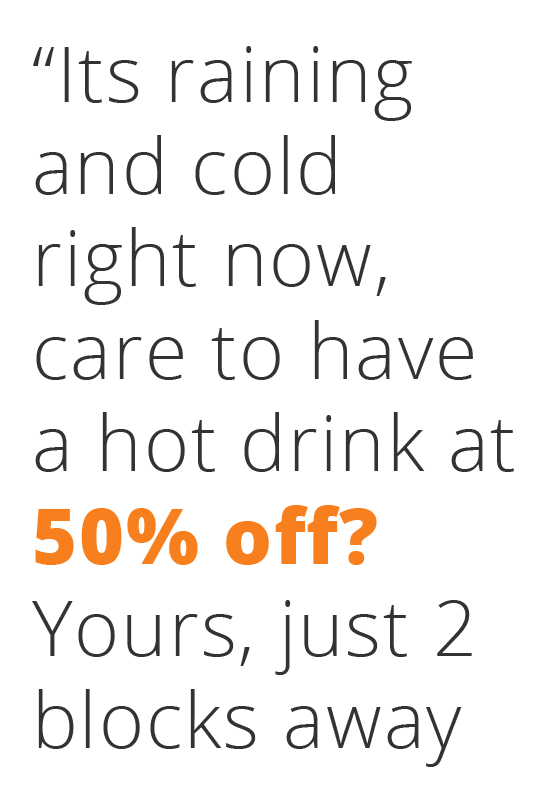 “Its raining
and cold
right now,
care to have
a hot drink at
50% off?
Yours, just 2
blocks away